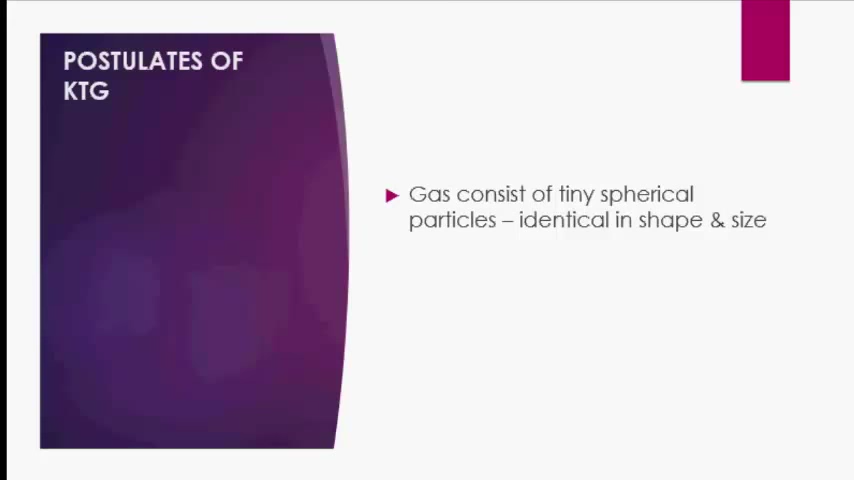 POSTULATES OF
KTG
Gas consist of tiny spherical
particles – identical in shape & size